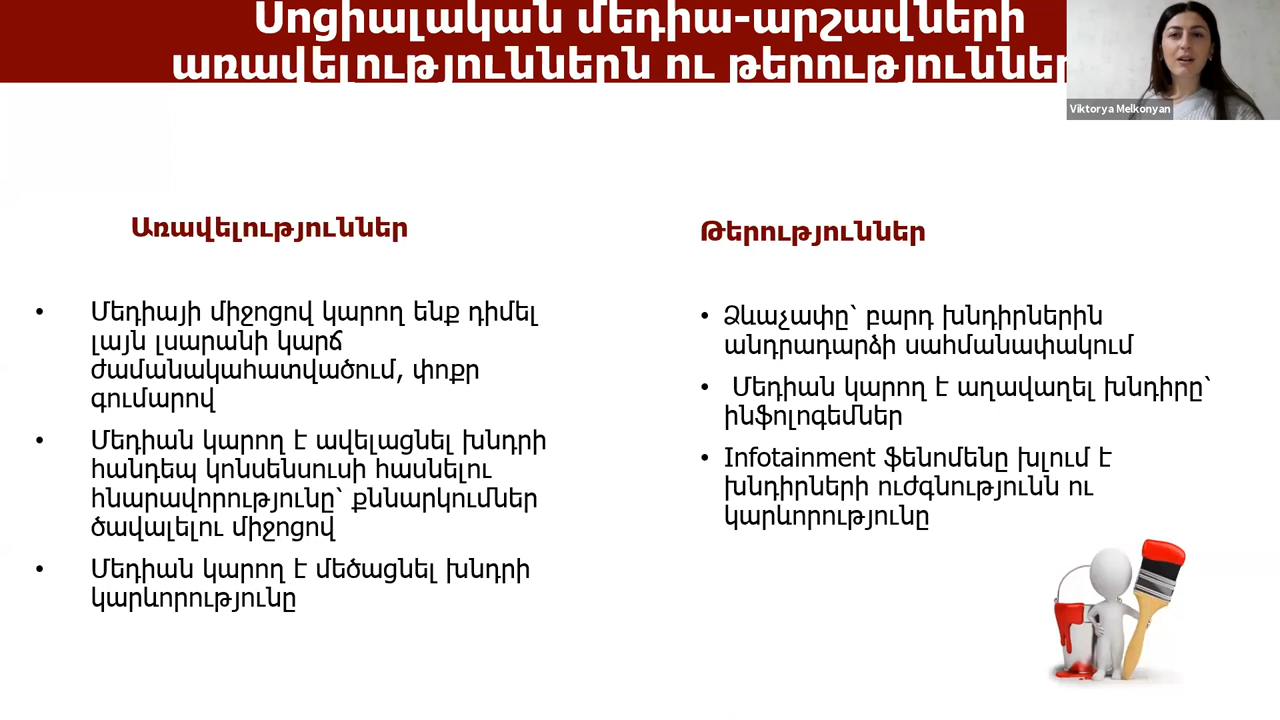 Սոցիալական մեդիա-արշավների
առավելություններն ու թերություններ
Viktorya Melkonyan
Առավելություններ
• Մեդիայի միջոցով կարող ենք դիմել
լայն լսարանի կարճ
ժամանակահատվածում, փոքր
գումարով
• Մեդիան կարող է ավելացնել խնդրի
հանդեպ կոնսենսուսի հասնելու
հնարավորությունը՝ քննարկումներ
ծավալելու միջոցով
• Մեդիան կարող է մեծացնել խնդրի
կարևորությունը
Թերություններ
• Ձևաչափը՝ բարդ խնդիրներին
անդրադարձի սահմանափակում
• Մեդիան կարող է աղավաղել խնդիրը՝
ինֆոլոգեմներ
• Infotainment ֆենոմենը խլում է
խնդիրների ուժգնությունն ու
կարևորությունը